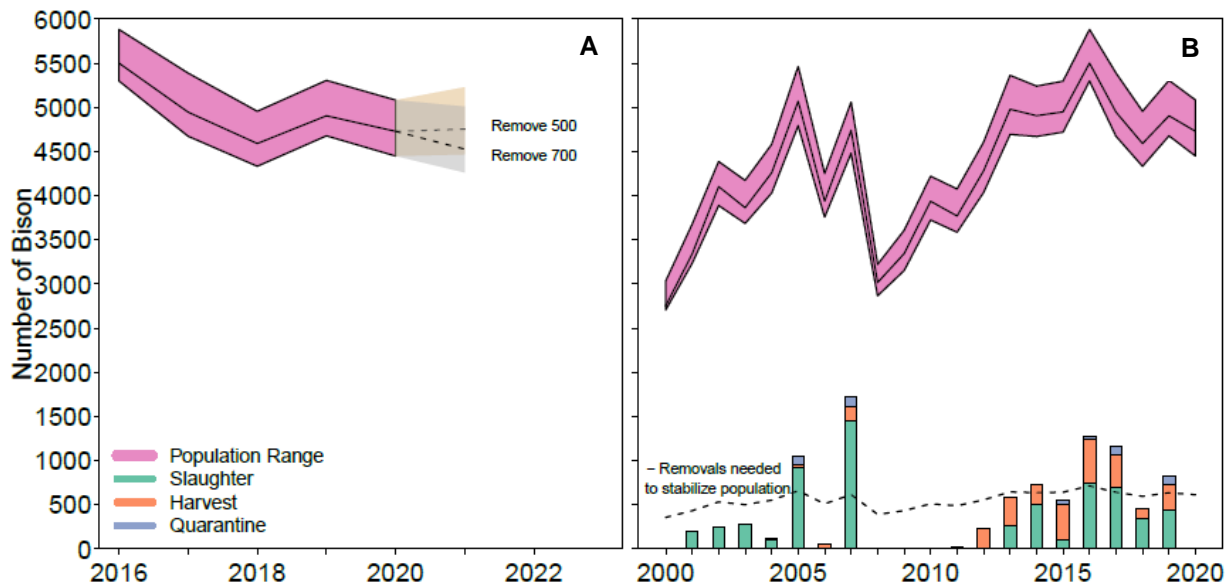 Number of Bison
6000
5500
5000
4500
4000
3500
3000
2500
2000
1500
1000
500
0
A
Remove 500
Remove 700
Population Range
Slaughter
Harvest
Quarantine
2016
2018
2020
2022
B
– Removals needed
to stabilize population
2000
2005
2010
2015
2020